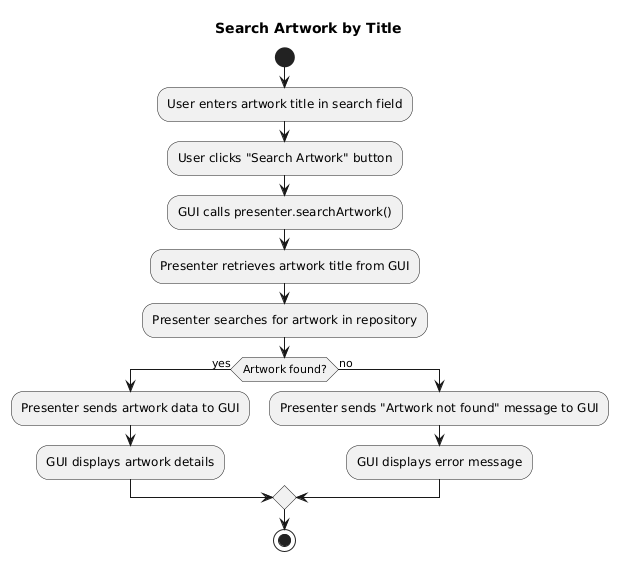 Search Artwork by Title
User enters artwork title in search field
User clicks "Search Artwork" button
GUI calls presenter.searchArtwork()
Presenter retrieves artwork title from GUI
Presenter searches for artwork in repository
yes
Artwork found?
no
Presenter sends artwork data to GUI
Presenter sends "Artwork not found" message to GUI
GUI displays artwork details
GUI displays error message